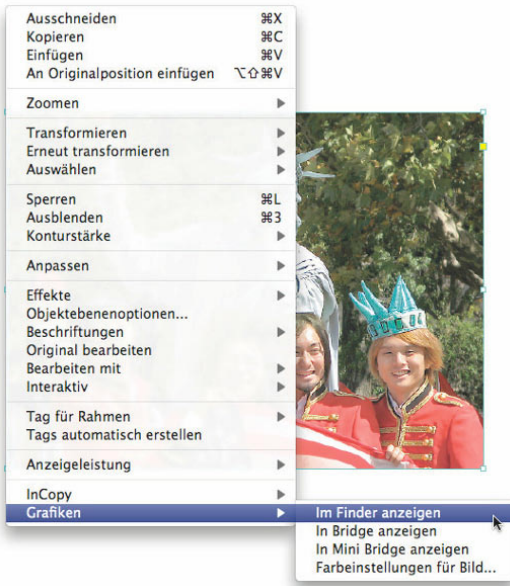 Ausschneiden ⌘X
Kopieren ⌘C
Einfügen ⌘V
An Originalposition einfügen ⌥⇧⌘V
Zoomen
Transformieren
Erneut transformieren
Auswählen
Sperren ⌘L
Ausblenden ⌘3
Konturstärke
Anpassen
Effekte
Objektebenenoptionen...
Beschriftungen
Original bearbeiten
Bearbeiten mit
Interaktiv
Tag für Rahmen
Tags automatisch erstellen
Anzeigeleistung
InCopy
Grafiken
Im Finder anzeigen
In Bridge anzeigen
In Mini Bridge anzeigen
Farbeinstellungen für Bild...